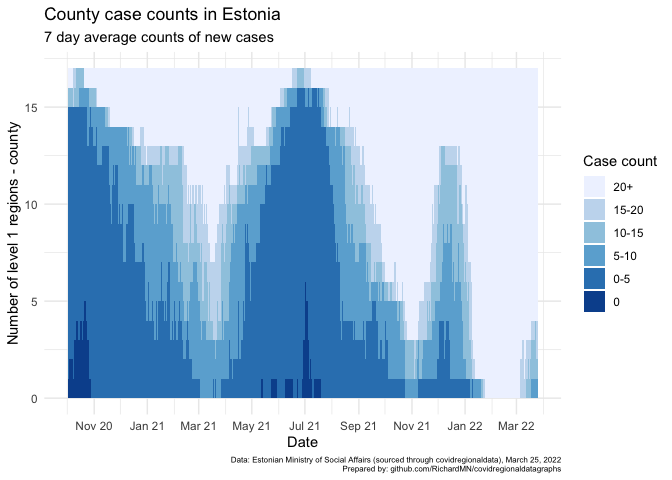 County case counts in Estonia
7 day average counts of new cases
Number of level 1 regions - county
15
10
5
0
Nov 20 Jan 21 Mar 21 May 21 Jul 21 Sep 21 Nov 21 Jan 22 Mar 22
Date
Case count
20+
15-20
10-15
5-10
0-5
0
Data: Estonian Ministry of Social Affairs (sourced through covidregionaldata), March 25, 2022
Prepared by: github.com/RichardMN/covidregionaldatagraphs